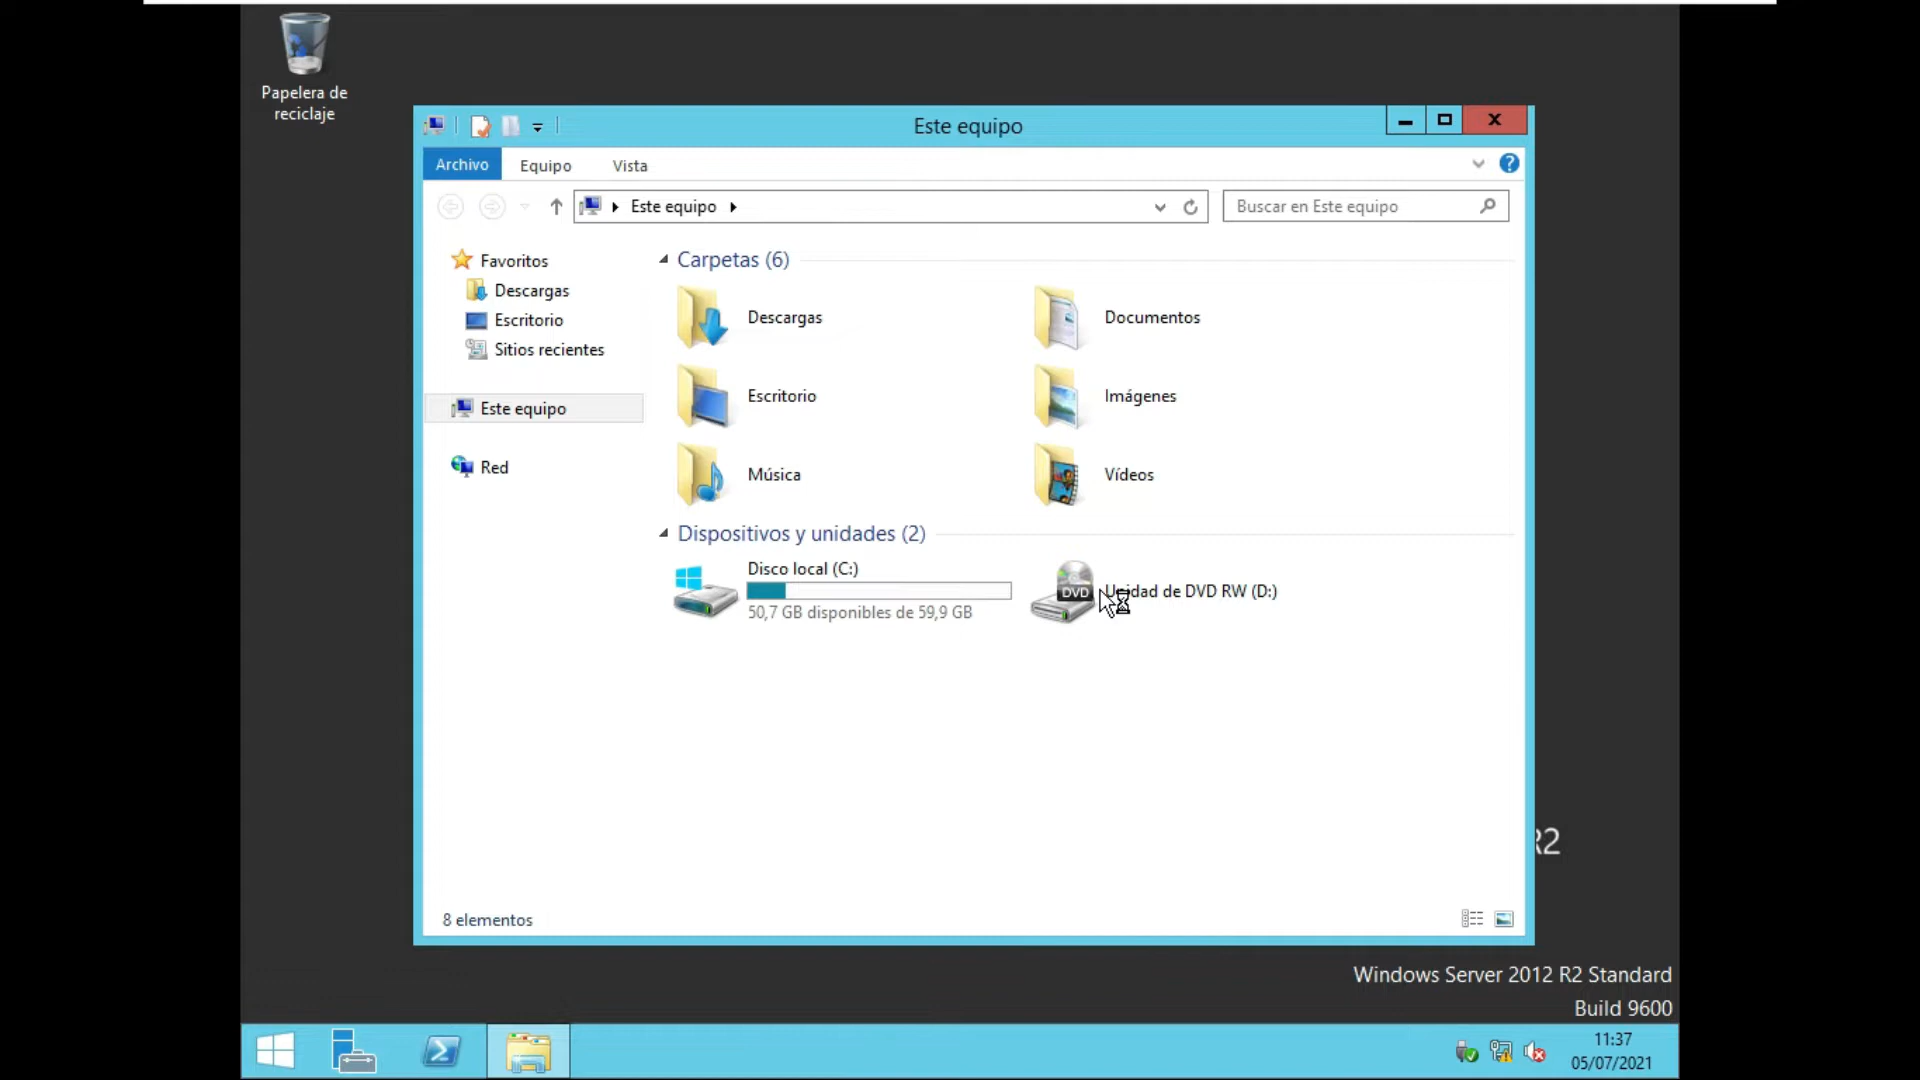 Papelera de
reciclaje
Este equipo
Archivo
Equipo
Vista
Este equipo
Buscar en Este equipo
Favoritos
Descargas
Escritorio
Sitios recientes
Este equipo
Red
Carpetas (6)
Descargas
Documentos
Escritorio
Imágenes
Música
Vídeos
Dispositivos y unidades (2)
Disco local (C:)
50,7 GB disponibles de 59,9 GB
DVD
Unidad de DVD RW (D:)
8 elementos
R2
Windows Server 2012 R2 Standard
Build 9600
11:37
05/07/2021